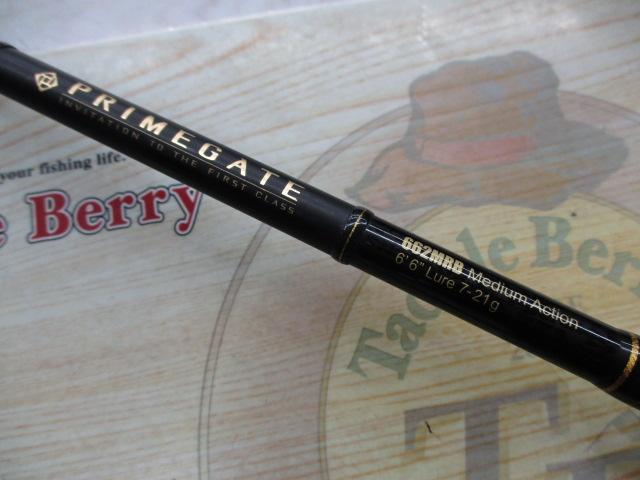 PRIMEGATE
INVITATION TO THE FIRST CLASS
662MRB Medium Action
6'6" Lure 7-21g
your fishing life.
e Berry
Tackle Berry